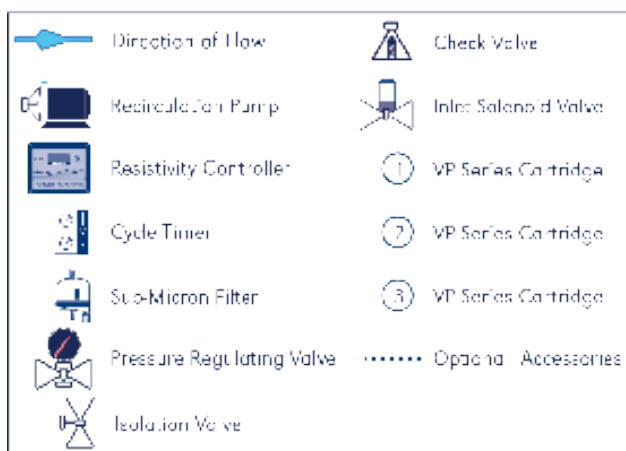 Direction of Flow
Recirculation Pump
Resistivity Controller
Cycle Timer
Sub-Micron Filter
Pressure Regulating Valve
Isolation Valve
Check Valve
Inlet Solenoid Valve
1 VP Series Cartridge
2 VP Series Cartridge
3 VP Series Cartridge
Optional Accessories